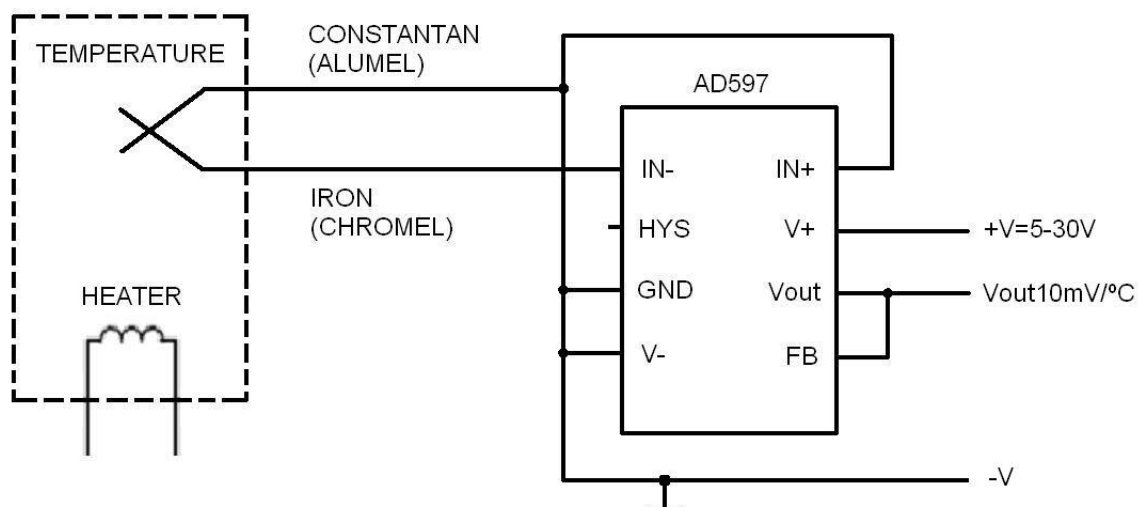 TEMPERATURE
CONSTANTAN
(ALUMEL)
IRON
(CHROMEL)
HEATER
AD597
IN-
IN+
HYS
V+
+V=5-30V
GND
Vout
Vout10mV/ºC
V-
FB
-V